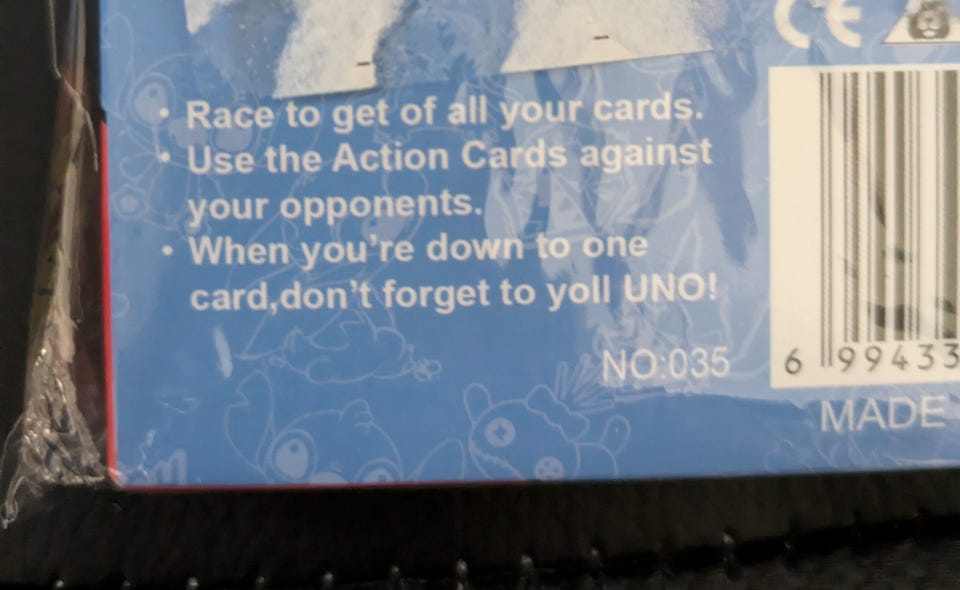 CE
• Race to get of all your cards.
• Use the Action Cards against
your opponents.
• When you're down to one
card,don't forget to yoll UNO!
NO:035
6 99433
MADE